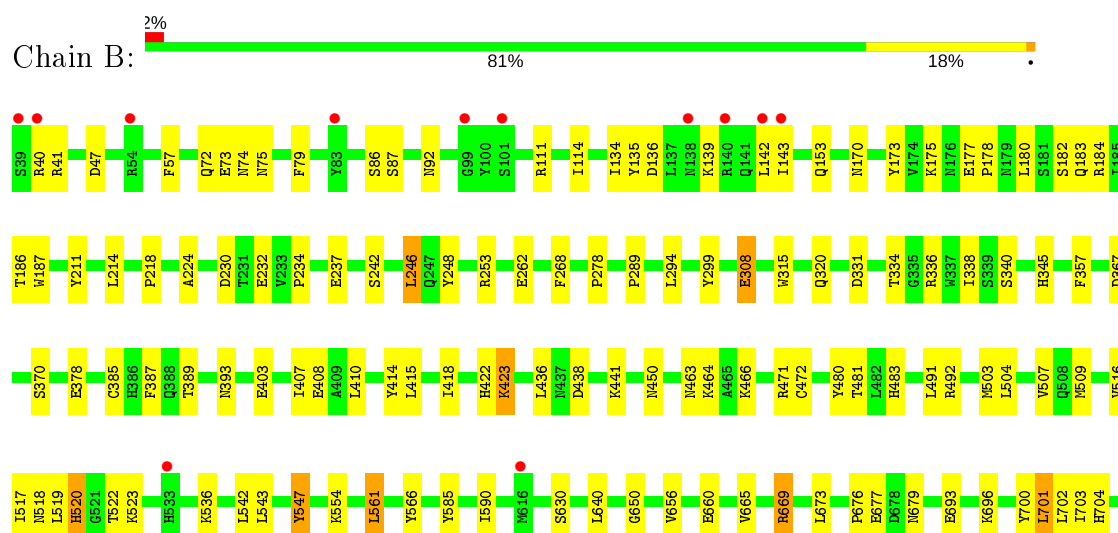 2%
Chain B:
81% 18% •
S39 R40 R41 D47 R54 F57 Q72 E73 N74 N75 F79 Y83 S86 S87 N92 G99 Y100 S101 R111 I114 I134 Y135 D136 L137 N138 K139 R140 Q141 L142 I143 Q153 N170 Y173 V174 K175 N176 E177 P178 N179 L180 S181 S182 Q183 R184 I185
T186 W187 Y211 L214 P218 A224 D230 T231 E232 V233 P234 E237 S242 L246 Q247 Y248 R253 E262 F268 P278 P289 L294 Y299 E308 W315 Q320 D331 T334 G335 R336 W337 I338 S339 S340 H345 F357 D367
S370 E378 C385 H386 F387 Q388 T389 N393 E403 I407 E408 A409 L410 Y414 L415 I418 H422 K423 L436 N437 D438 K441 N450 N463 K464 A465 K466 R471 C472 Y480 T481 L482 H483 L491 R492 M503 L504 V507 Q508 M509 V516
I517 N518 L519 H520 G521 T522 K523 H533 K536 L542 L543 Y547 K554 L561 Y566 Y585 I590 M616 S630 L640 G650 V656 E660 V665 R669 L673 P676 E677 D678 N679 E693 K696 Y700 L701 L702 I703 H704